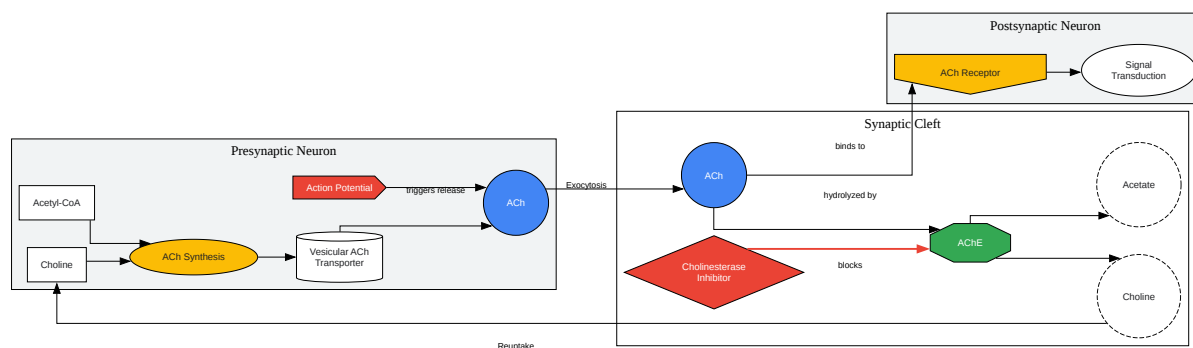 Postsynaptic Neuron
ACh Receptor
Signal
Transduction
Synaptic Cleft
binds to
Presynaptic Neuron
Action Potential
triggers release
Exocytosis
ACh
ACh
hydrolyzed by
Acetate
Acetyl-CoA
Choline
ACh Synthesis
Vesicular ACh
Transporter
AChE
Cholinesterase
Inhibitor
blocks
Choline
Reuptake